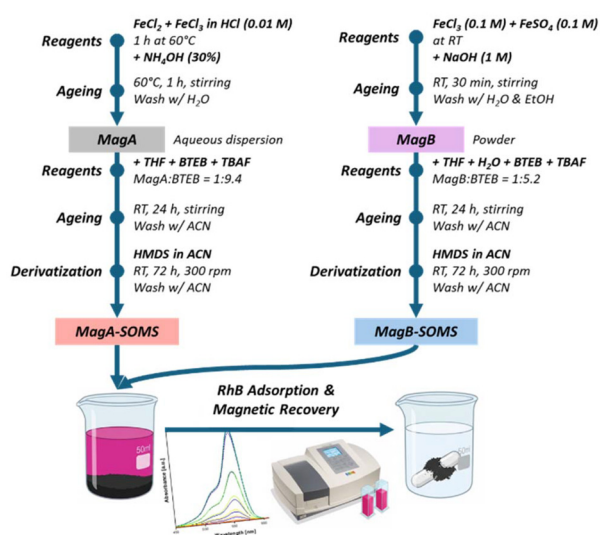 Reagents
FeCl2 + FeCl3 in HCl (0.01 M)
1 h at 60°C
+ NH4OH (30%)
Ageing
60°C, 1 h, stirring
Wash w/ H2O
MagA
Aqueous dispersion
Reagents
+ THF + BTEB + TBAF
MagA:BTEB = 1:9.4
Ageing
RT, 24 h, stirring
Wash w/ ACN
Derivatization
HMDS in ACN
RT, 72 h, 300 rpm
Wash w/ ACN
MagA-SOMS
Reagents
FeCl3 (0.1 M) + FeSO4 (0.1 M)
at RT
+ NaOH (1 M)
Ageing
RT, 30 min, stirring
Wash w/ H2O & EtOH
MagB
Powder
Reagents
+ THF + H2O + BTEB + TBAF
MagB:BTEB = 1:5.2
Ageing
RT, 24 h, stirring
Wash w/ ACN
Derivatization
HMDS in ACN
RT, 72 h, 300 rpm
Wash w/ ACN
MagB-SOMS
RhB Adsorption &
Magnetic Recovery
50ml
Absorbance [a.u.]
50ml